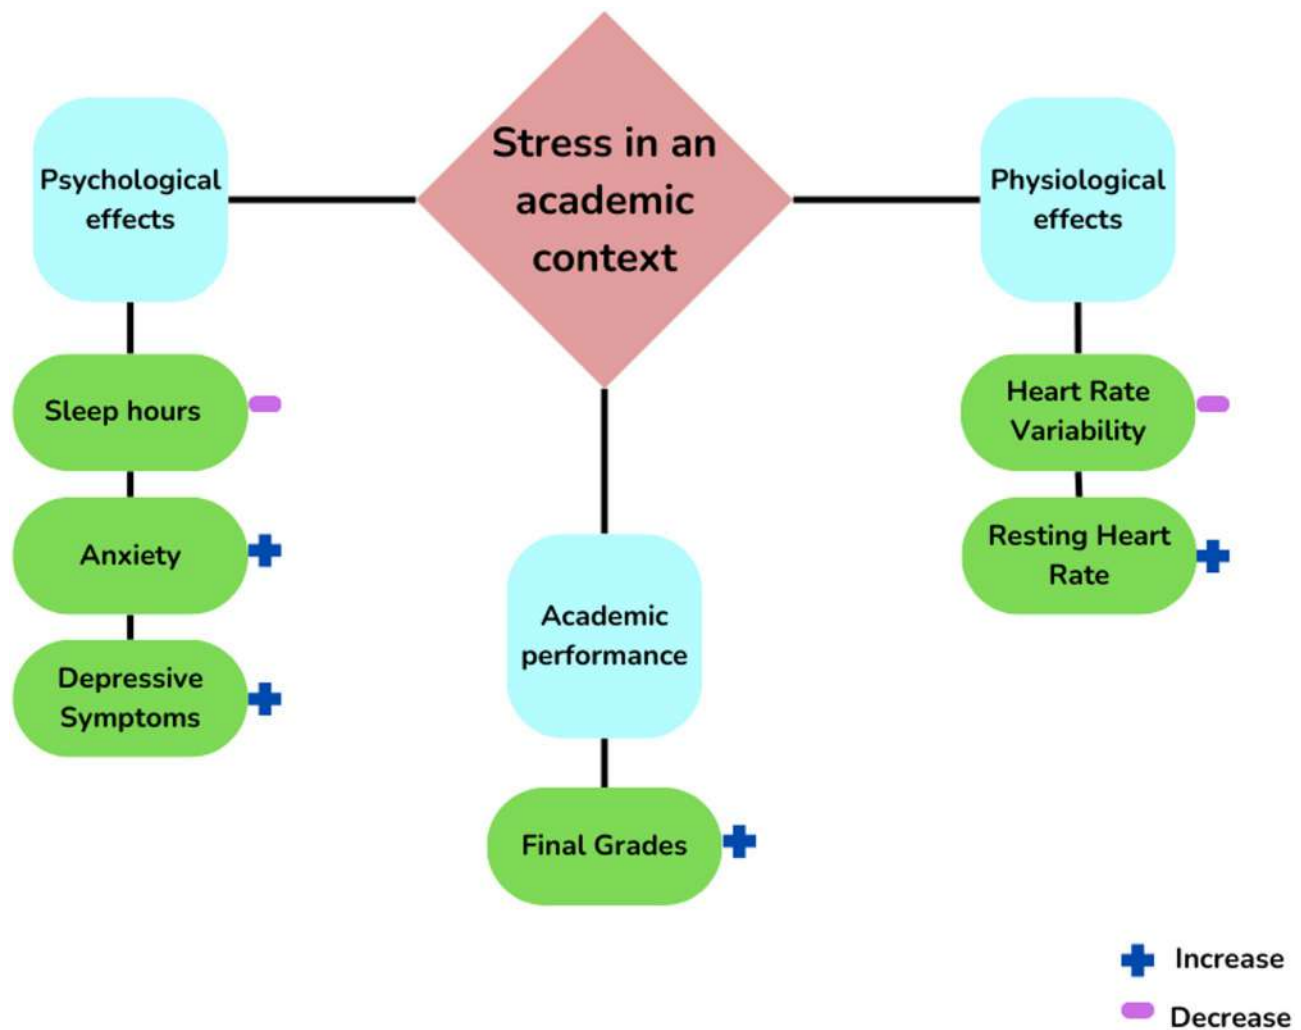 Stress in an
academic
context
Psychological
effects
Sleep hours
Anxiety
Depressive
Symptoms
Academic
performance
Final Grades
Physiological
effects
Heart Rate
Variability
Resting Heart
Rate
Increase
Decrease